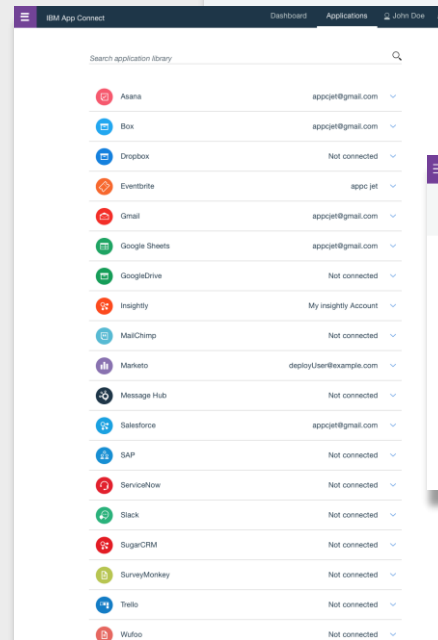 IBM App Connect Dashboard Applications John Doe
Search application library
Asana appcjet@gmail.com
Box appcjet@gmail.com
Dropbox Not connected
Eventbrite appc jet
Gmail appcjet@gmail.com
Google Sheets appcjet@gmail.com
GoogleDrive Not connected
Insightly My insightly Account
MailChimp Not connected
Marketo deployUser@example.com
Message Hub Not connected
Salesforce appcjet@gmail.com
SAP Not connected
ServiceNow Not connected
Slack Not connected
SugarCRM Not connected
SurveyMonkey Not connected
Trello Not connected
Wufoo Not connected